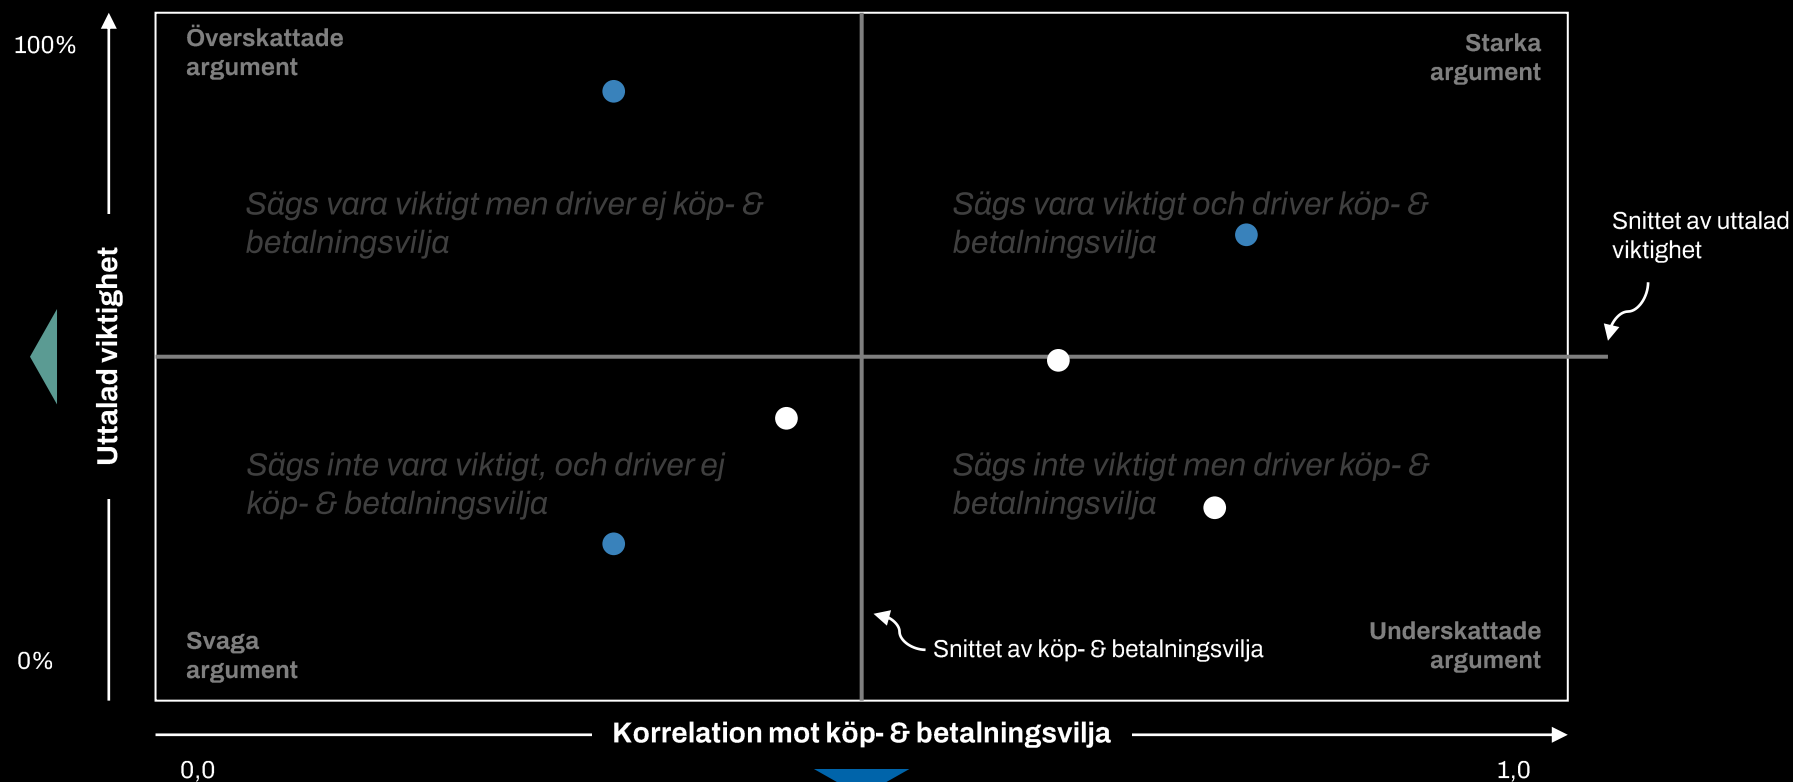 100%
Överskattade
argument
Starka
argument
Sägs vara viktigt men driver ej köp- &
betalningsvilja
Sägs vara viktigt och driver köp- &
betalningsvilja
Snittet av uttalad
viktighet
Uttalad viktighet
Sägs inte vara viktigt, och driver ej
köp- & betalningsvilja
Sägs inte viktigt men driver köp- &
betalningsvilja
Svaga
argument
Snittet av köp- & betalningsvilja
Underskattade
argument
0%
Korrelation mot köp- & betalningsvilja
0,0
1,0